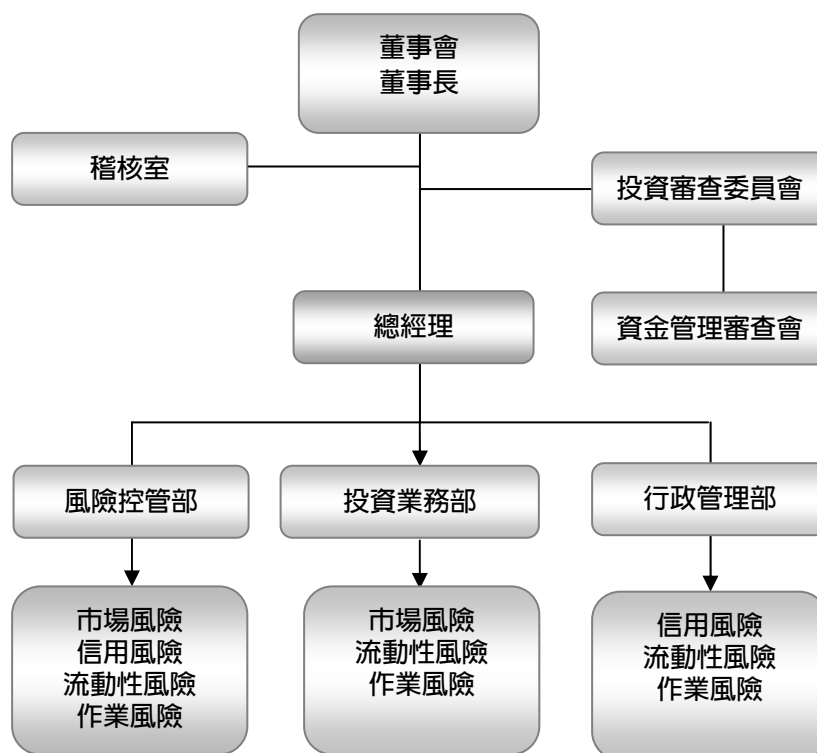 董事會
董事長
稽核室
投資審查委員會
總經理
資金管理審查會
風險控管部
投資業務部
行政管理部
市場風險
信用風險
流動性風險
作業風險
市場風險
流動性風險
作業風險
信用風險
流動性風險
作業風險